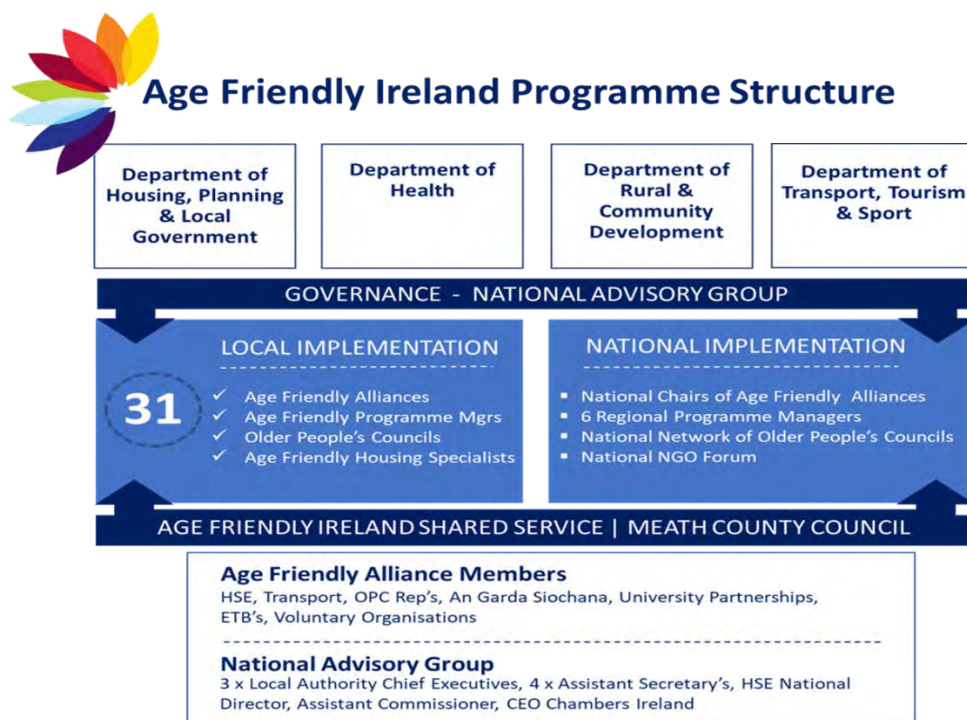 Age Friendly Ireland Programme Structure
Department of
Housing, Planning
& Local
Government
Department of
Health
Department of
Rural &
Community
Development
Department of
Transport, Tourism
& Sport
GOVERNANCE - NATIONAL ADVISORY GROUP
31
LOCAL IMPLEMENTATION
✓ Age Friendly Alliances
✓ Age Friendly Programme Mgrs
✓ Older People's Councils
✓ Age Friendly Housing Specialists
NATIONAL IMPLEMENTATION
▪ National Chairs of Age Friendly Alliances
▪ 6 Regional Programme Managers
▪ National Network of Older People's Councils
▪ National NGO Forum
AGE FRIENDLY IRELAND SHARED SERVICE | MEATH COUNTY COUNCIL
Age Friendly Alliance Members
HSE, Transport, OPC Rep's, An Garda Siochana, University Partnerships,
ETB's, Voluntary Organisations
National Advisory Group
3 x Local Authority Chief Executives, 4 x Assistant Secretary's, HSE National
Director, Assistant Commissioner, CEO Chambers Ireland